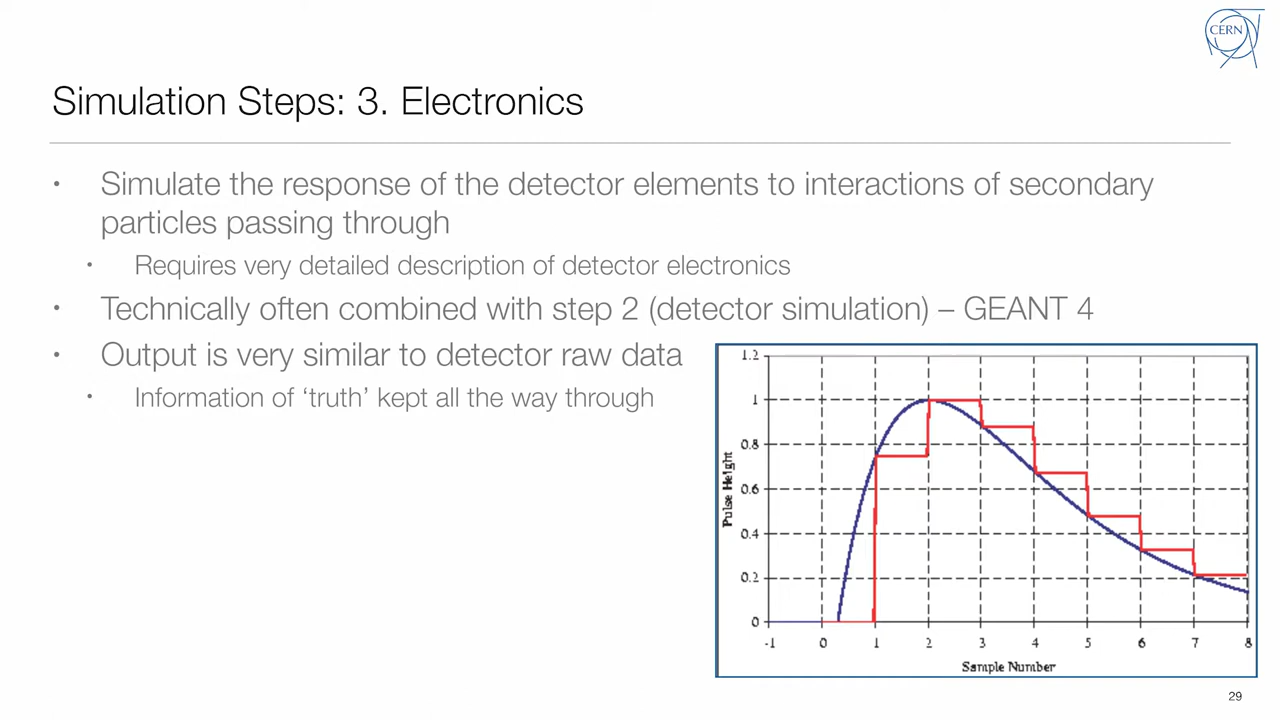 CERN
Simulation Steps: 3. Electronics
• Simulate the response of the detector elements to interactions of secondary
particles passing through
• Requires very detailed description of detector electronics
• Technically often combined with step 2 (detector simulation) – GEANT 4
• Output is very similar to detector raw data
• Information of ‘truth’ kept all the way through
1.2
1
0.8
0.6
0.4
0.2
0
Pulse Height
-1 0 1 2 3 4 5 6 7 8
Sample Number
29